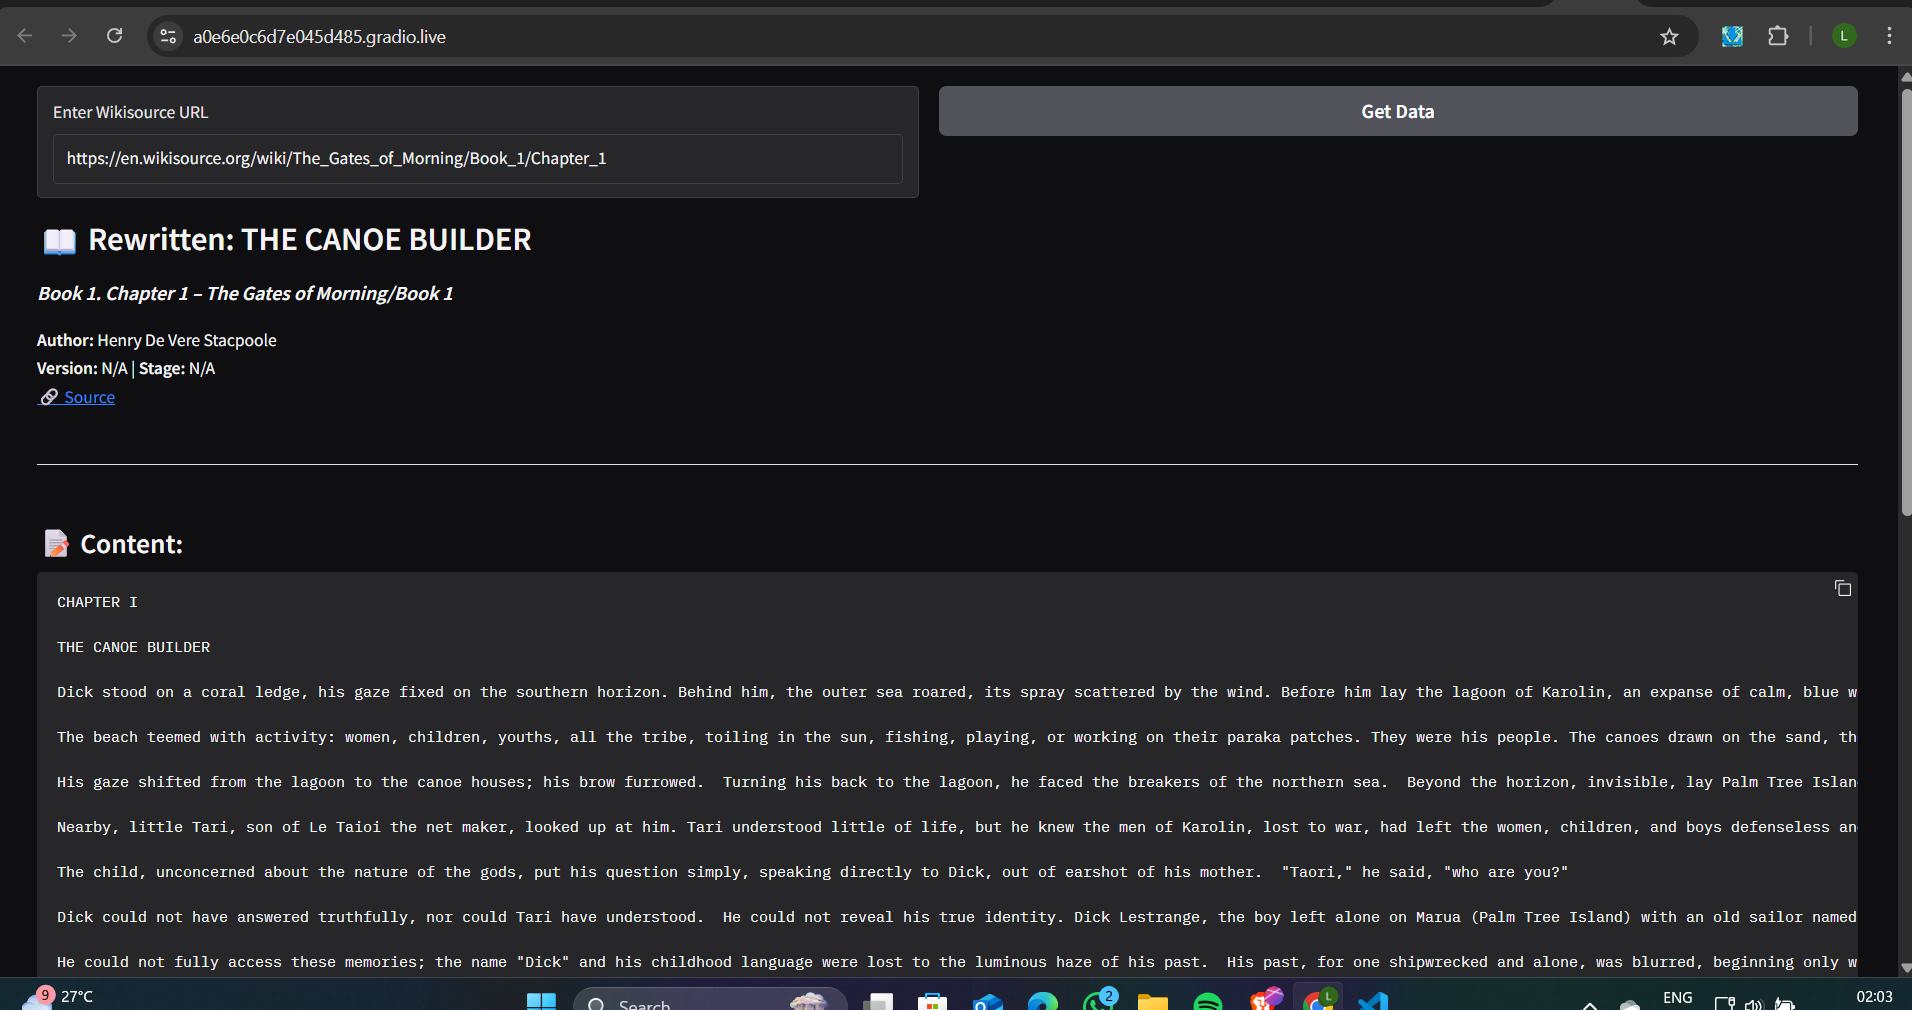 a0e6e0c6d7e045d485.gradio.live
L
Enter Wikisource URL
Get Data
https://en.wikisource.org/wiki/The_Gates_of_Morning/Book_1/Chapter_1
Rewritten: THE CANOE BUILDER
Book 1. Chapter 1 – The Gates of Morning/Book 1
Author: Henry De Vere Stacpoole
Version: N/A | Stage: N/A
Source
Content:
CHAPTER I
THE CANOE BUILDER
Dick stood on a coral ledge, his gaze fixed on the southern horizon. Behind him, the outer sea roared, its spray scattered by the wind. Before him lay the lagoon of Karolin, an expanse of calm, blue w
The beach teemed with activity: women, children, youths, all the tribe, toiling in the sun, fishing, playing, or working on their paraka patches. They were his people. The canoes drawn on the sand, th
His gaze shifted from the lagoon to the canoe houses; his brow furrowed.  Turning his back to the lagoon, he faced the breakers of the northern sea.  Beyond the horizon, invisible, lay Palm Tree Islan
Nearby, little Tari, son of Le Taioi the net maker, looked up at him. Tari understood little of life, but he knew the men of Karolin, lost to war, had left the women, children, and boys defenseless an
The child, unconcerned about the nature of the gods, put his question simply, speaking directly to Dick, out of earshot of his mother.  "Taori," he said, "who are you?"
Dick could not have answered truthfully, nor could Tari have understood.  He could not reveal his true identity. Dick Lestrange, the boy left alone on Marua (Palm Tree Island) with an old sailor named
He could not fully access these memories; the name "Dick" and his childhood language were lost to the luminous haze of his past.  His past, for one shipwrecked and alone, was blurred, beginning only w
9
27°C
Search
2
L
ENG
02:03